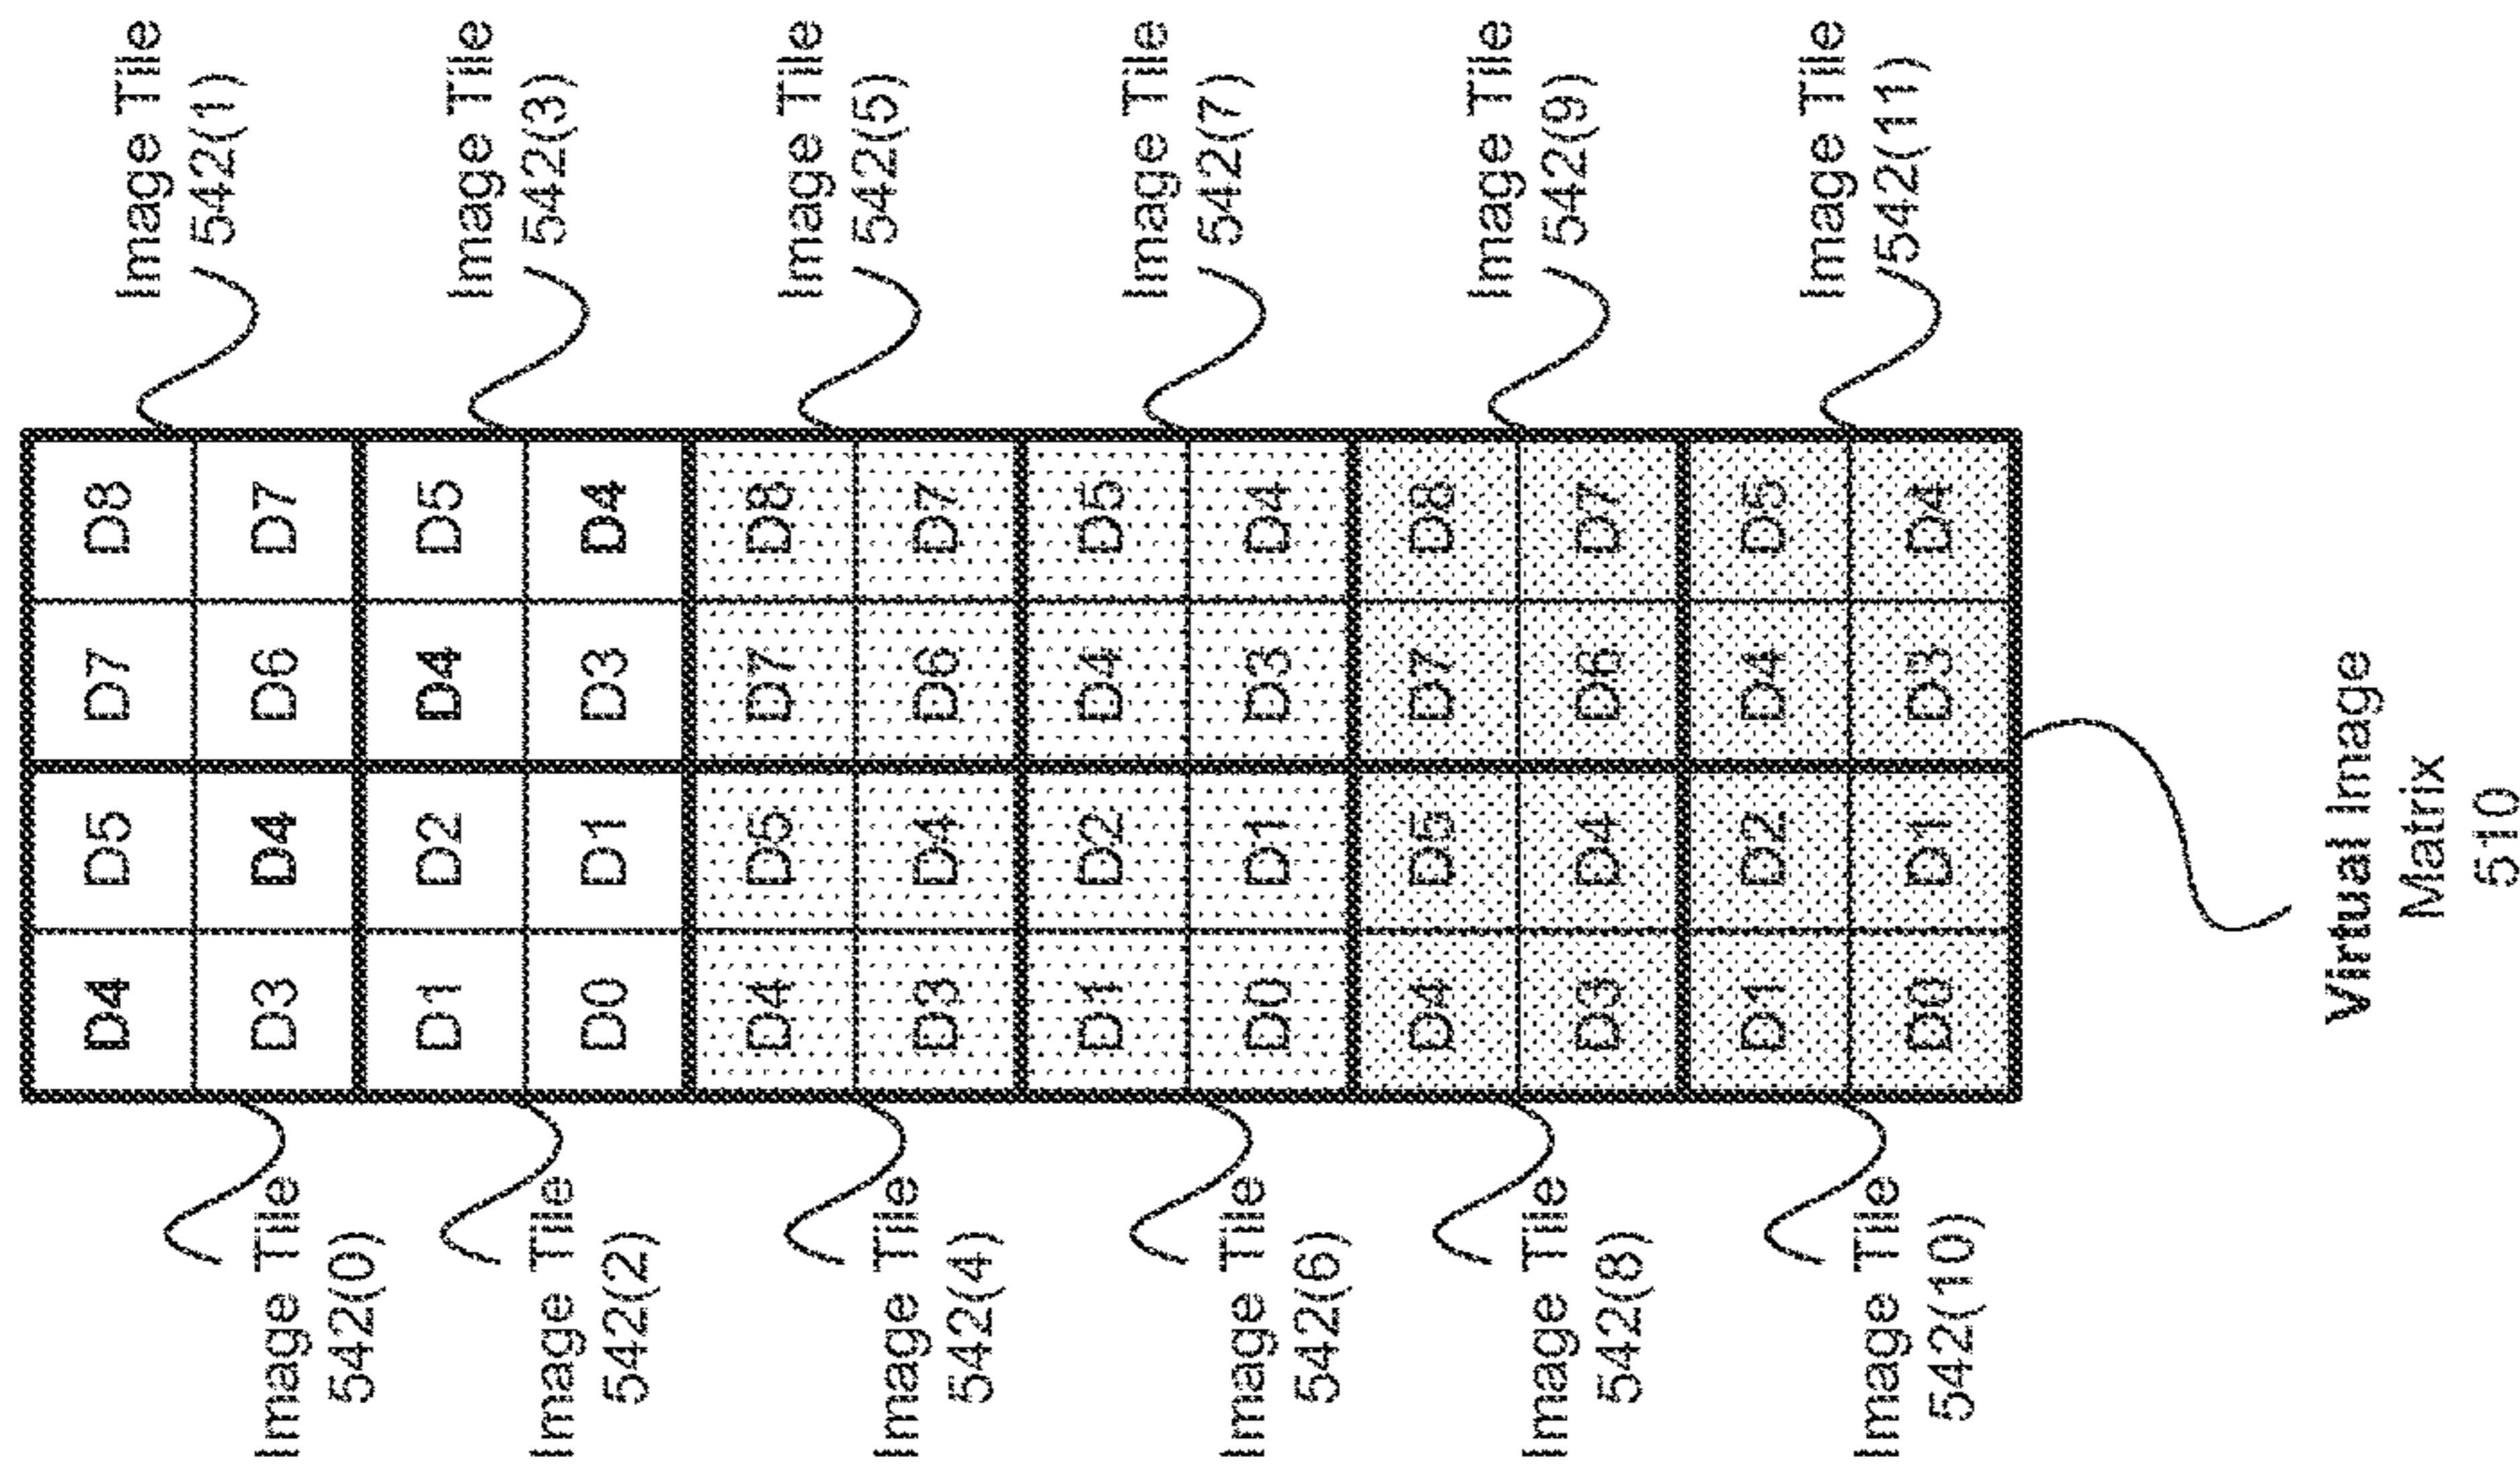 D4 D5 D7 D8
Image Tile
542(1)
D3 D4 D6 D7
Image Tile
542(0)
D1 D2 D4 D5
Image Tile
542(3)
D0 D1 D3 D4
Image Tile
542(2)
D4 D5 D7 D8
Image Tile
542(5)
D3 D4 D6 D7
Image Tile
542(4)
D1 D2 D4 D5
Image Tile
542(7)
D0 D1 D3 D4
Image Tile
542(6)
D4 D5 D7 D8
Image Tile
542(9)
D3 D4 D6 D7
Image Tile
542(8)
D1 D2 D4 D5
Image Tile
542(11)
D0 D1 D3 D4
Image Tile
542(10)
Virtual Image
Matrix
510